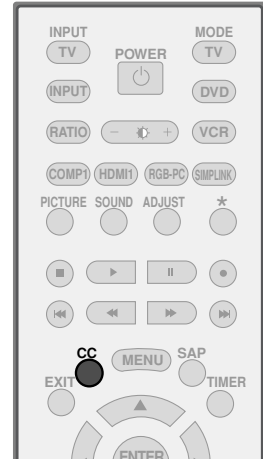 INPUT MODE
TV POWER TV
INPUT DVD
RATIO - + VCR
COMP1 HDMI1 RGB-PC SIMPLINK
PICTURE SOUND ADJUST *
CC MENU SAP
EXIT TIMER
ENTER